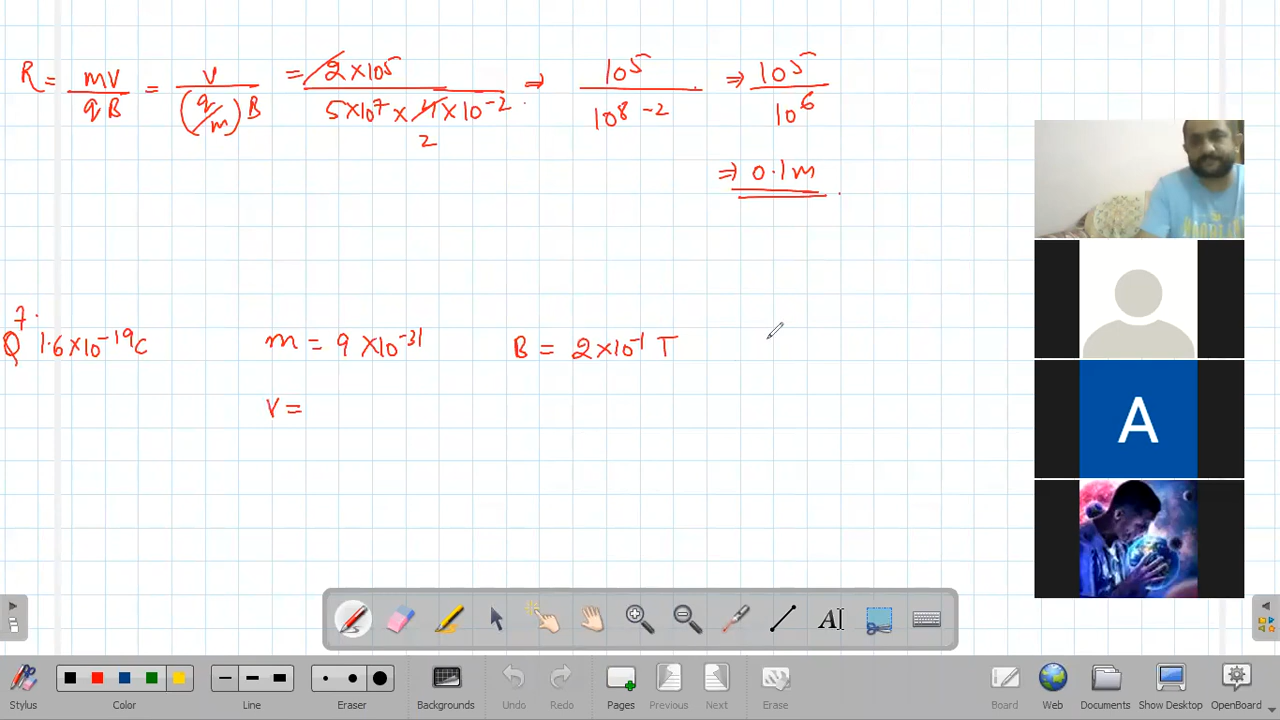 R = mv / qB = v / (q/m) B = 2×10⁵ / 5×10⁷ × 4×10⁻² ⇒ 10⁵ / 10⁸⁻² ⇒ 10⁵ / 10⁶
2
⇒ 0.1m
7.
Q 1.6×10⁻¹⁹C m = 9 ×10⁻³¹ B = 2×10⁻¹ T
v =
A
Stylus Color Line Eraser Backgrounds Undo Redo Pages Previous Next Erase Board Web Documents Show Desktop OpenBoard